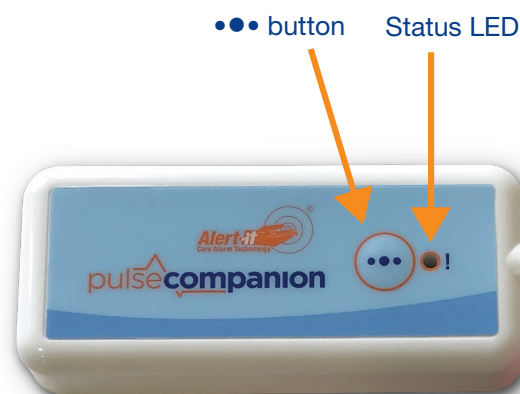 ••• button
Status LED
Alert-it®
Care Alarm Technology
pulsecompanion
•••
!